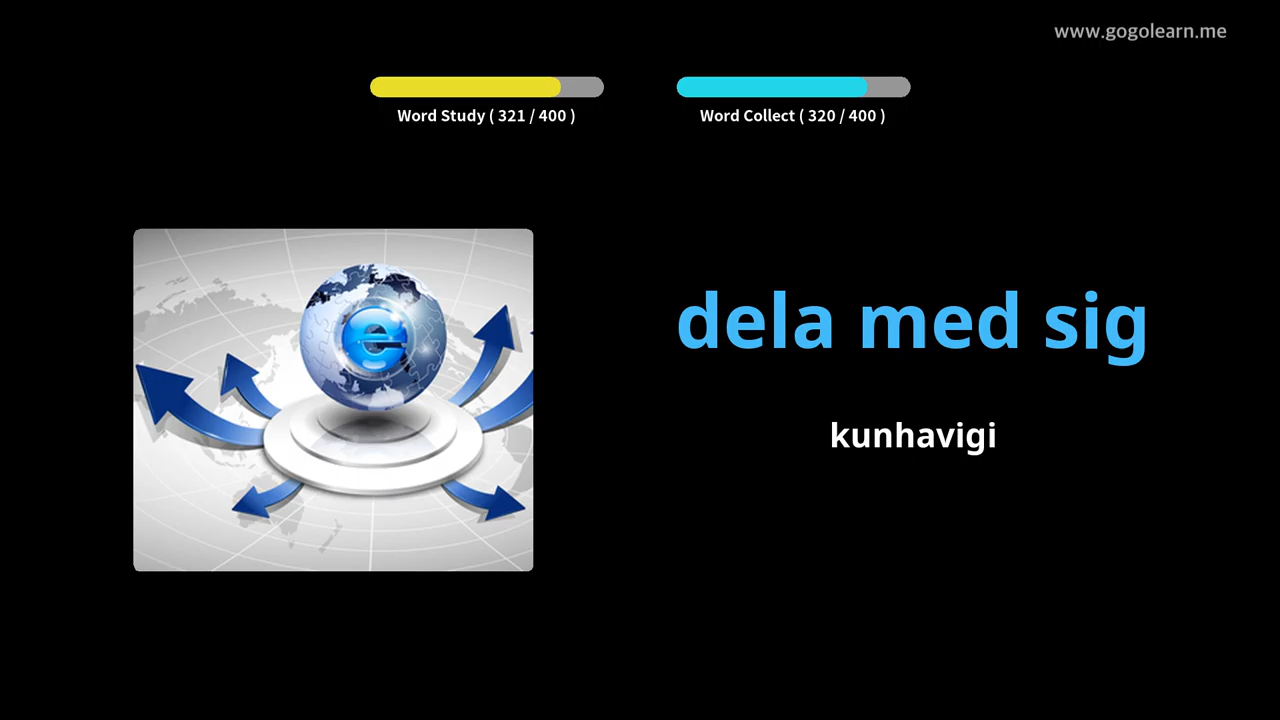 www.gogolearn.me
Word Study ( 321 / 400 )
Word Collect ( 320 / 400 )
e
dela med sig
kunhavigi